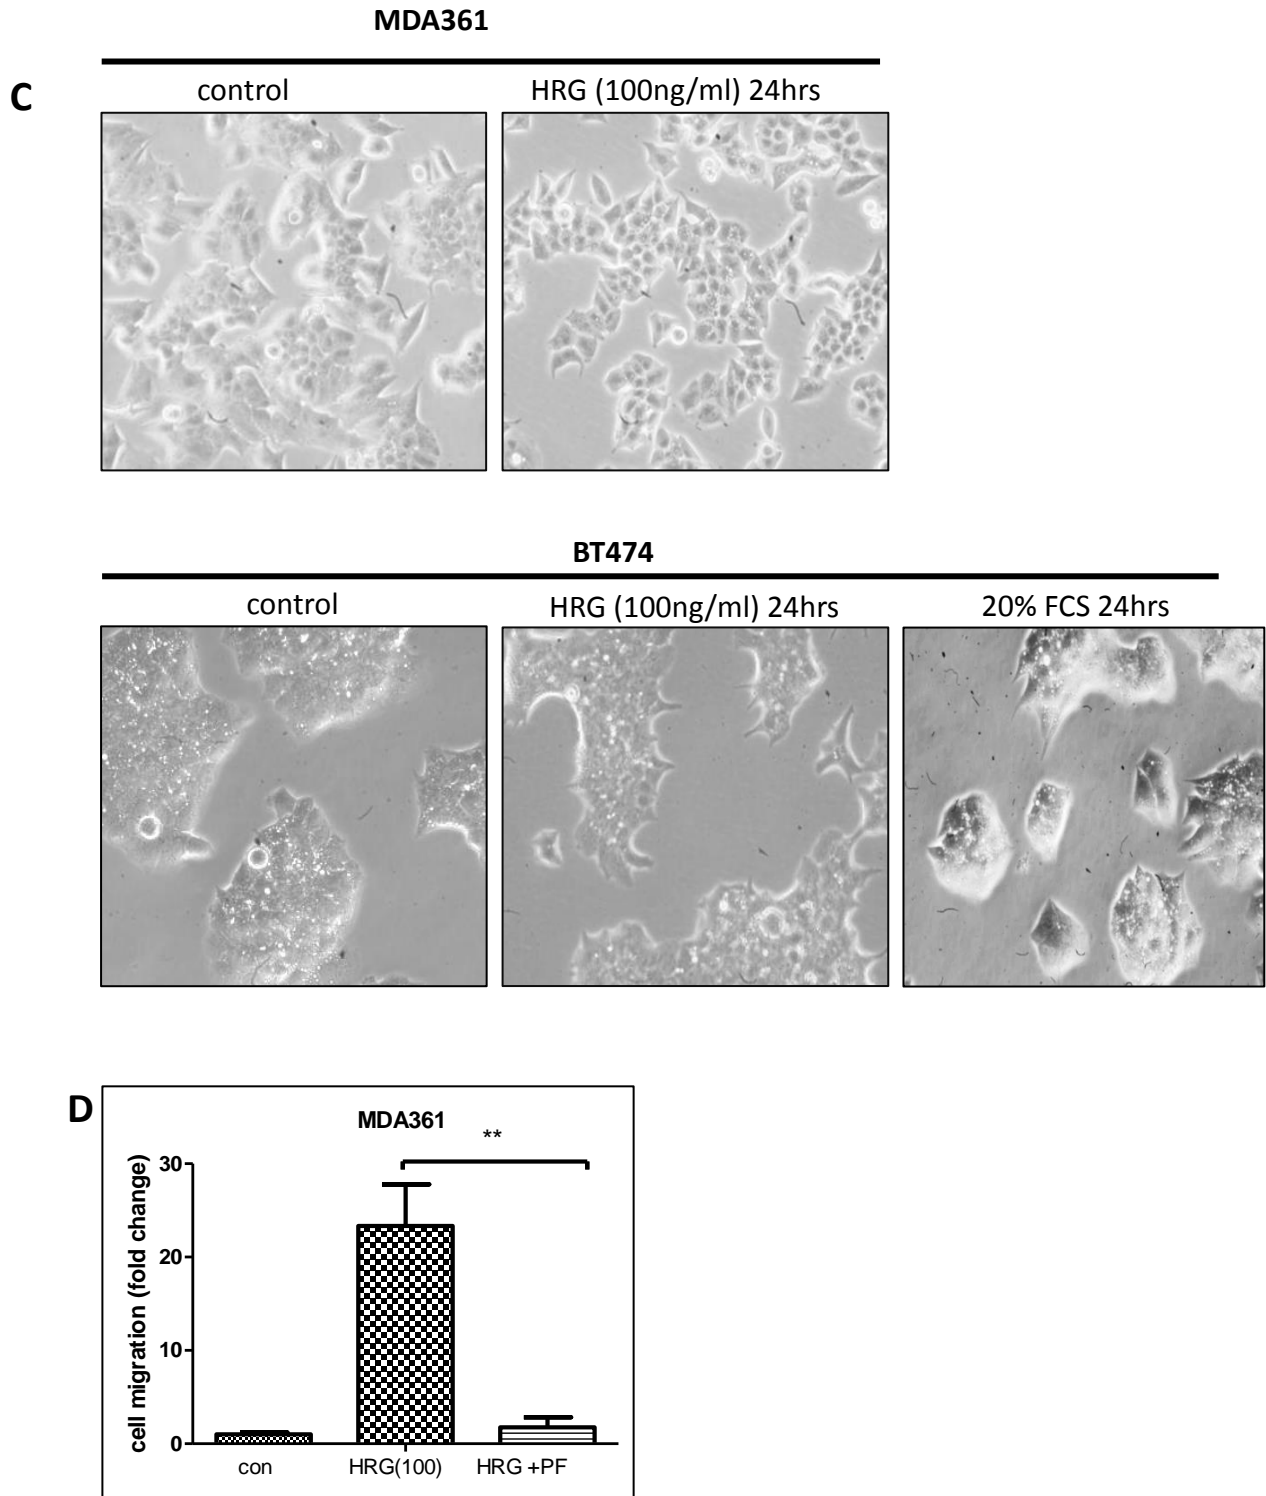 MDA361
C
control
HRG (100ng/ml) 24hrs
BT474
control
HRG (100ng/ml) 24hrs
20% FCS 24hrs
D
MDA361
**
cell migration (fold change)
30
20
10
0
con
HRG(100)
HRG +PF